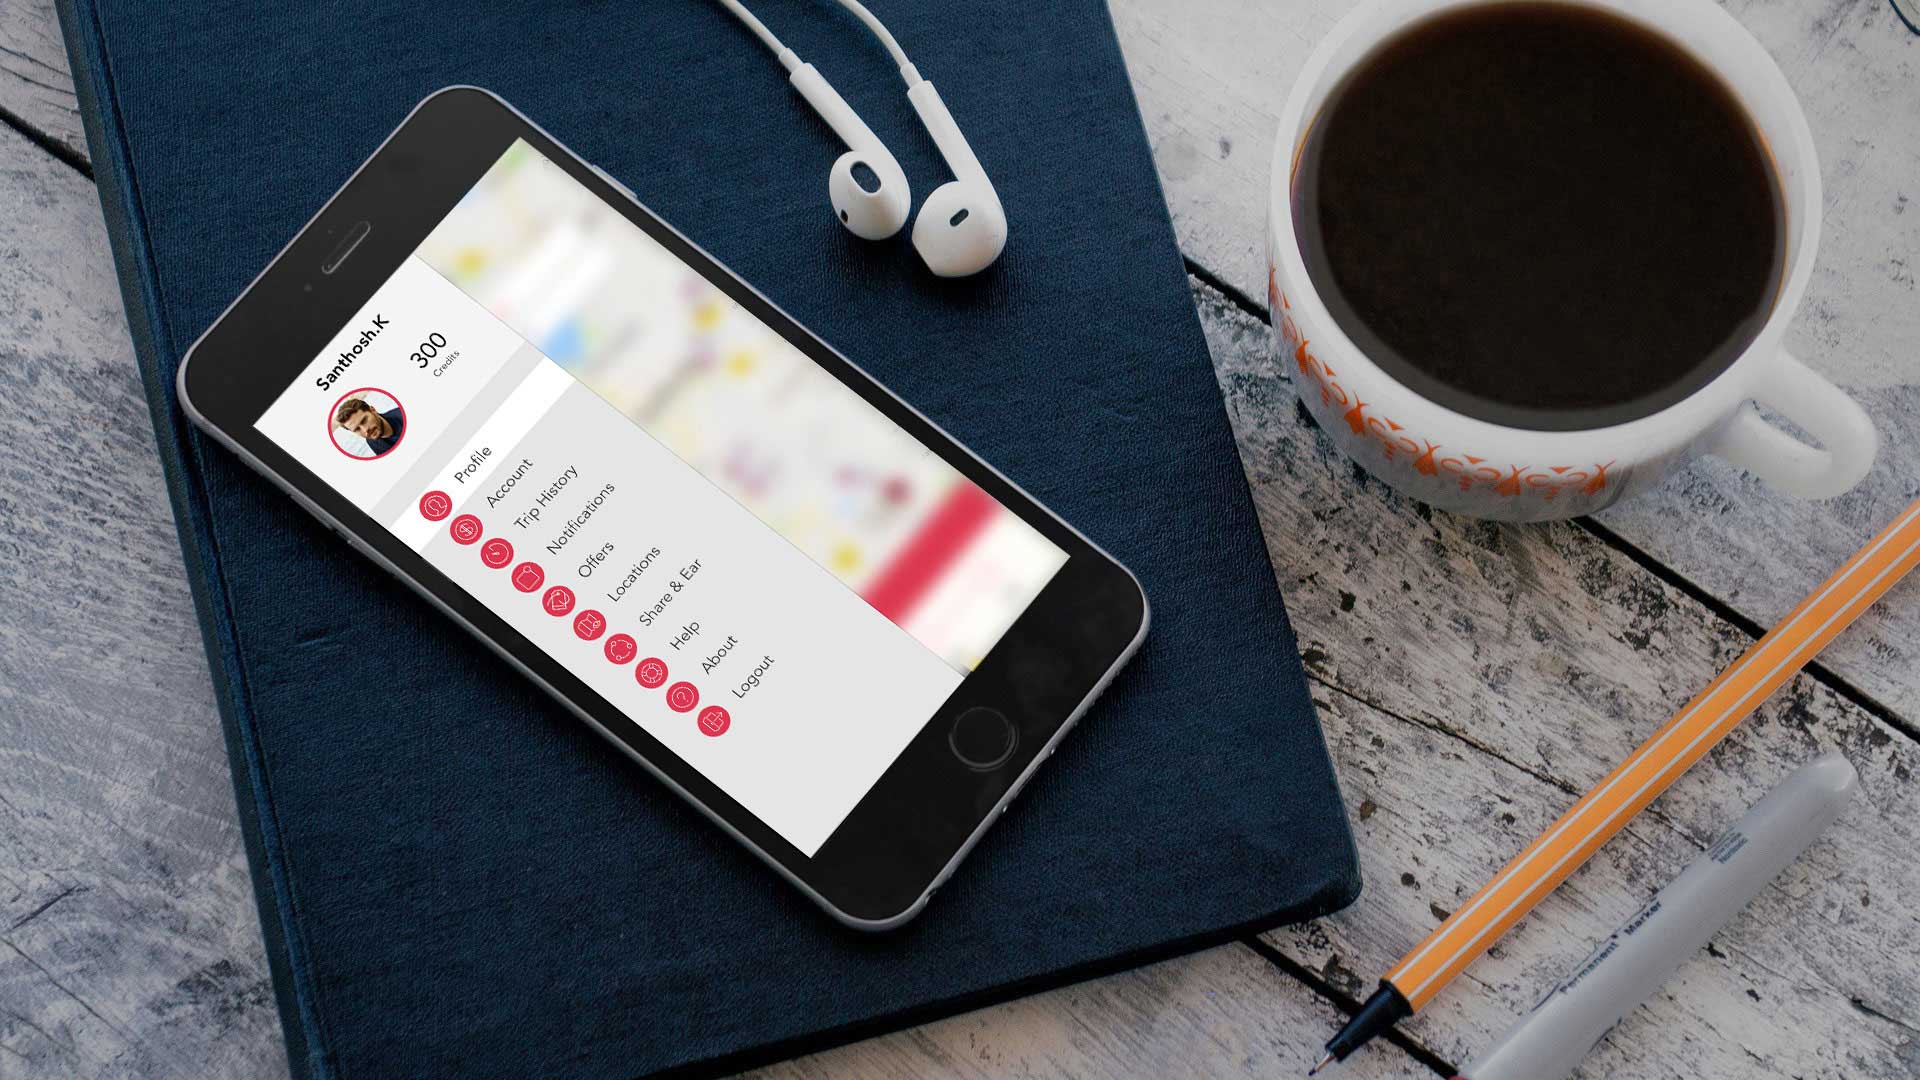 Santhosh.K
300
Credits
Profile
Account
Trip History
Notifications
Offers
Locations
Share & Ear
Help
About
Logout
Permanent Marker